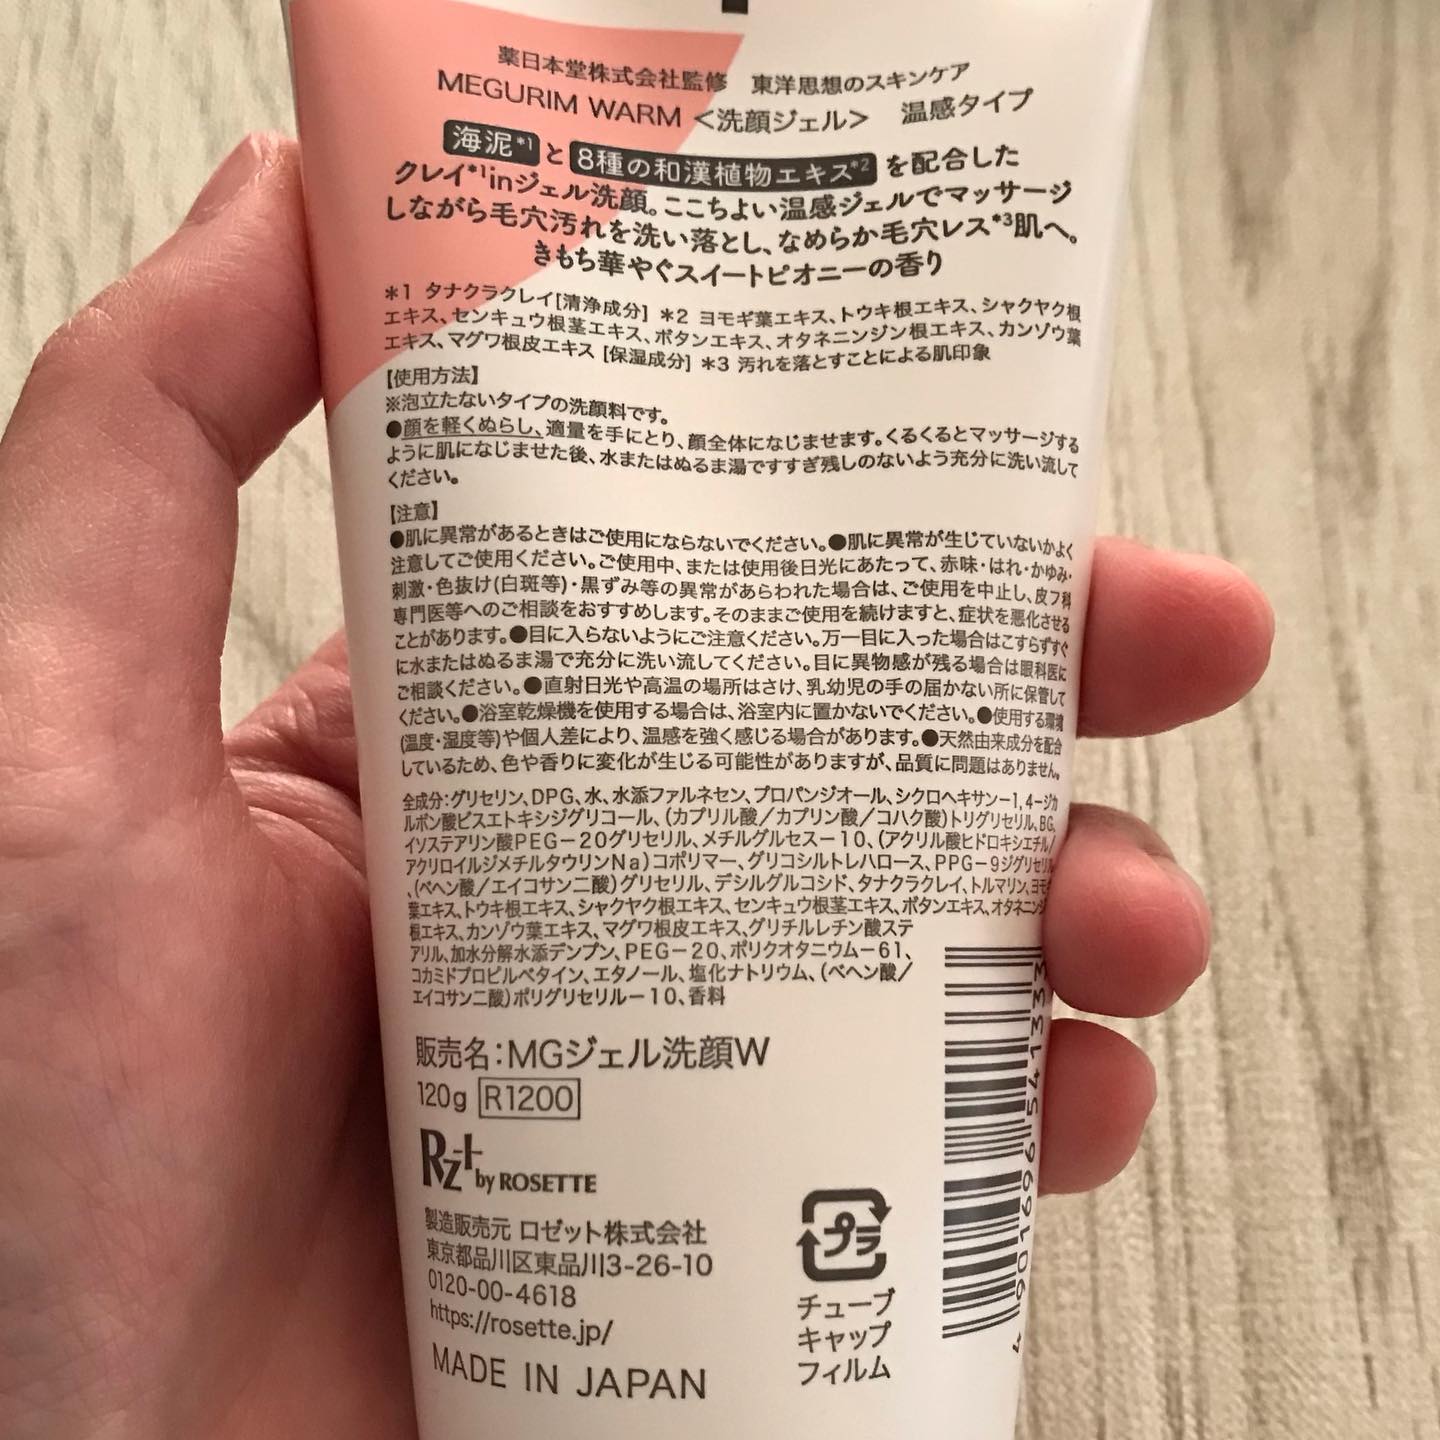 薬日本堂株式会社監修 東洋思想のスキンケア
MEGURIM WARM <洗顔ジェル> 温感タイプ
海泥*1と8種の和漢植物エキス*2を配合した
クレイ*1inジェル洗顔。ここちよい温感ジェルでマッサージ
しながら毛穴汚れを洗い落とし、なめらか毛穴レス*3肌へ。
きもち華やぐスイートピオニーの香り
*1 タナクラクレイ[清浄成分] *2 ヨモギ葉エキス、トウキ根エキス、シャクヤク根
エキス、センキュウ根茎エキス、ボタンエキス、オタネニンジン根エキス、カンゾウ葉
エキス、マグワ根皮エキス [保湿成分] *3 汚れを落とすことによる肌印象
【使用方法】
※泡立たないタイプの洗顔料です。
●顔を軽くぬらし、適量を手にとり、顔全体になじませます。くるくるとマッサージする
ように肌になじませた後、水またはぬるま湯ですすぎ残しのないよう充分に洗い流して
ください。
【注意】
●肌に異常があるときはご使用にならないでください。●肌に異常が生じていないかよく
注意してご使用ください。ご使用中、または使用後日光にあたって、赤味・はれ・かゆみ・
刺激・色抜け(白斑等)・黒ずみ等の異常があらわれた場合は、ご使用を中止し、皮フ科
専門医等へのご相談をおすすめします。そのままご使用を続けますと、症状を悪化させる
ことがあります。●目に入らないようにご注意ください。万一目に入った場合はこすらずすぐ
に水またはぬるま湯で充分に洗い流してください。目に異物感が残る場合は眼科医に
ご相談ください。●直射日光や高温の場所はさけ、乳幼児の手の届かない所に保管して
ください。●浴室乾燥機を使用する場合は、浴室内に置かないでください。●使用する環境
(温度・湿度等)や個人差により、温感を強く感じる場合があります。●天然由来成分を配合
しているため、色や香りに変化が生じる可能性がありますが、品質に問題はありません。
全成分:グリセリン、DPG、水、水添ファルネセン、プロパンジオール、シクロヘキサン−1,4−ジカ
ルボン酸ビスエトキシジグリコール、(カプリル酸/カプリン酸/コハク酸)トリグリセリル、BG、
イソステアリン酸PEG−20グリセリル、メチルグルセス−10、(アクリル酸ヒドロキシエチル/
アクリロイルジメチルタウリンNa)コポリマー、グリコシルトレハロース、PPG−9ジグリセリル
、(ベヘン酸/エイコサン二酸)グリセリル、デシルグルコシド、タナクラクレイ、トルマリン、ヨモギ
葉エキス、トウキ根エキス、シャクヤク根エキス、センキュウ根茎エキス、ボタンエキス、オタネニンジン
根エキス、カンゾウ葉エキス、マグワ根皮エキス、グリチルレチン酸ステ
アリル、加水分解水添デンプン、PEG−20、ポリクオタニウム−61、
コカミドプロピルベタイン、エタノール、塩化ナトリウム、(ベヘン酸/
エイコサン二酸)ポリグリセリル−10、香料
販売名:MGジェル洗顔W
120g R1200
Rz+ by ROSETTE
製造販売元 ロゼット株式会社
東京都品川区東品川3-26-10
0120-00-4618
https://rosette.jp/
MADE IN JAPAN
プラ
チューブ
キャップ
フィルム
4 901696 541333